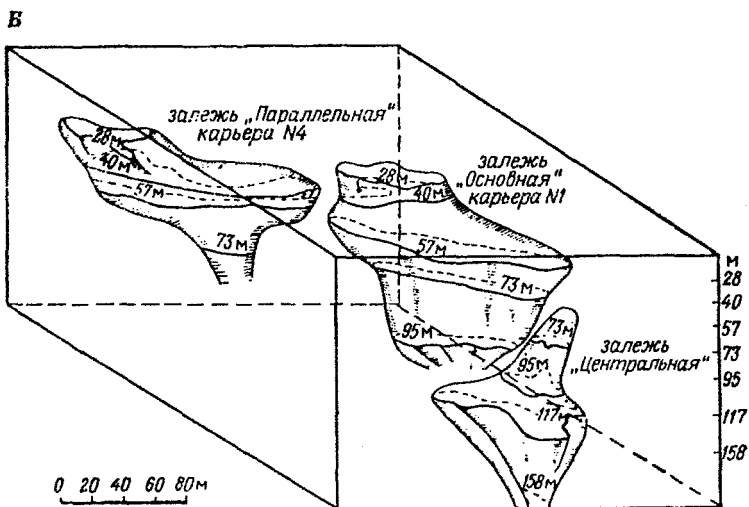 Б
залежь „Параллельная"
карьера N4
28м
40м
57м
73м
залежь
„Основная"
карьера N1
28м
40м
57м
73м
95м
залежь
„Центральная"
73м
95м
117м
158м
м
28
40
57
73
95
117
158
0 20 40 60 80м